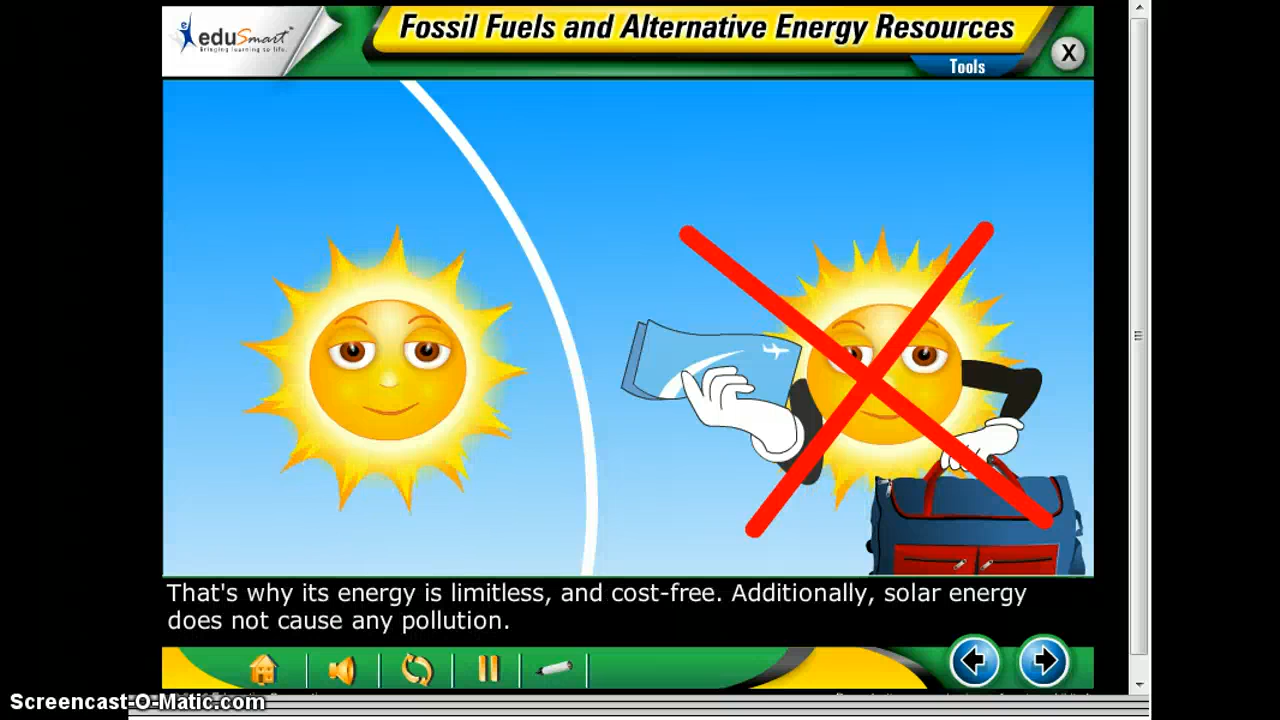 eduSmart™
Bringing learning to life.
Fossil Fuels and Alternative Energy Resources
Tools
X
That's why its energy is limitless, and cost-free. Additionally, solar energy
does not cause any pollution.
Screencast-O-Matic.com